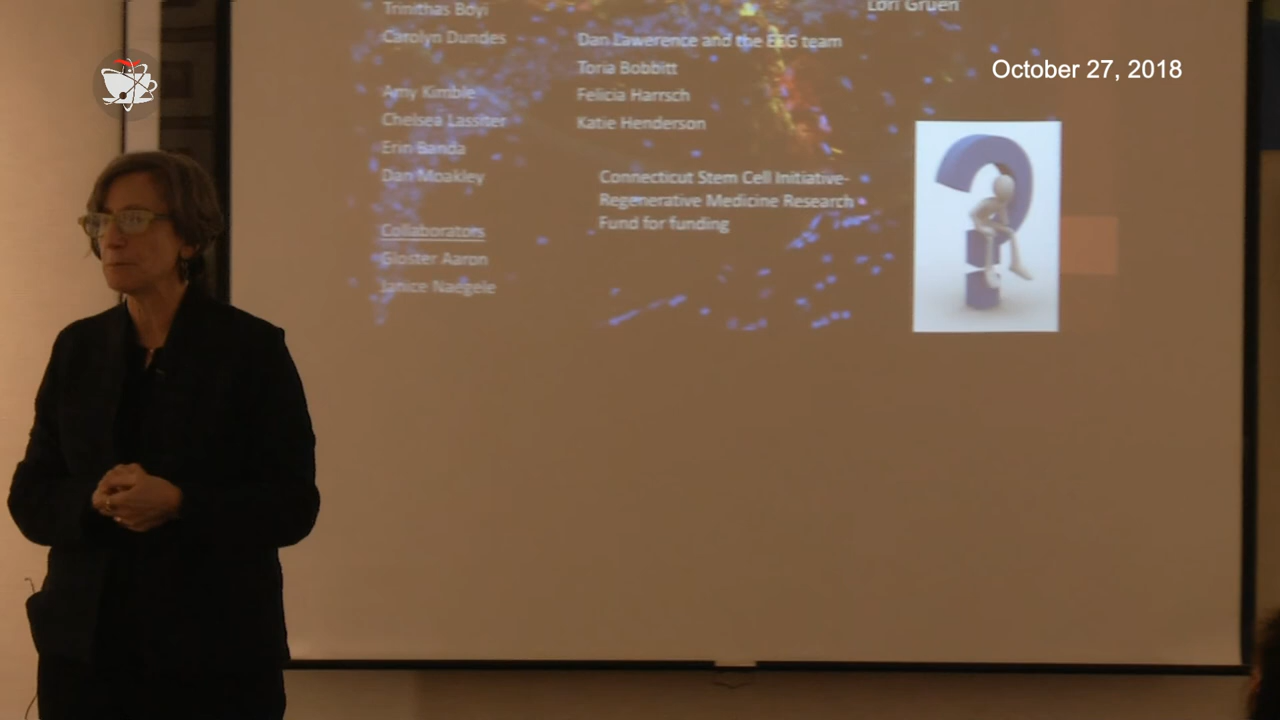 Trinithas Boyi
Carolyn Dundes
Amy Kimble
Chelsea Lassiter
Erin Banda
Dan Moakley
Collaborators
Gloster Aaron
Janice Naegele
Dan Lawerence and the EEG team
Toria Bobbitt
Felicia Harrsch
Katie Henderson
Connecticut Stem Cell Initiative-
Regenerative Medicine Research
Fund for funding
Lori Gruen
October 27, 2018